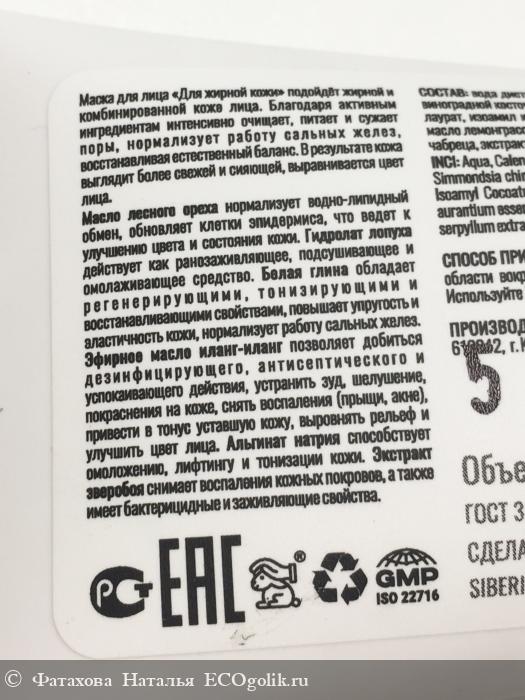 Маска для лица «Для жирной кожи» подойдёт жирной и
комбинированной коже лица. Благодаря активным
ингредиентам интенсивно очищает, питает и сужает
поры, нормализует работу сальных желез,
восстанавливая естественный баланс. В результате кожа
выглядит более свежей и сияющей, выравнивается цвет
лица.
Масло лесного ореха нормализует водно-липидный
обмен, обновляет клетки эпидермиса, что ведет к
улучшению цвета и состояния кожи. Гидролат лопуха
действует как ранозаживляющее, подсушивающее и
омолаживающее средство. Белая глина обладает
регенерирующими, тонизирующими и
восстанавливающими свойствами, повышает упругость и
эластичность кожи, нормализует работу сальных желез.
Эфирное масло иланг-иланг позволяет добиться
дезинфицирующего, антисептического и
успокаивающего действия, устранить зуд, шелушение,
покраснения на коже, снять воспаления (прыщи, акне),
привести в тонус уставшую кожу, выровнять рельеф и
улучшить цвет лица. Альгинат натрия способствует
омоложению, лифтингу и тонизации кожи. Экстракт
зверобоя снимает воспаления кожных покровов, а также
имеет бактерицидные и заживляющие свойства.
РСТ EAC ® GMP
ISO 22716
СОСТАВ: вода
виноградной
лаурат, изоамил
масло
чабреца,
INCI: Aqua,
Simmondsia
Isoamyl
aurantium
serpyllum
СПОСОБ
области
Используйте
г.
5
ГОСТ
© Фатахова Наталья ECOgolik.ru